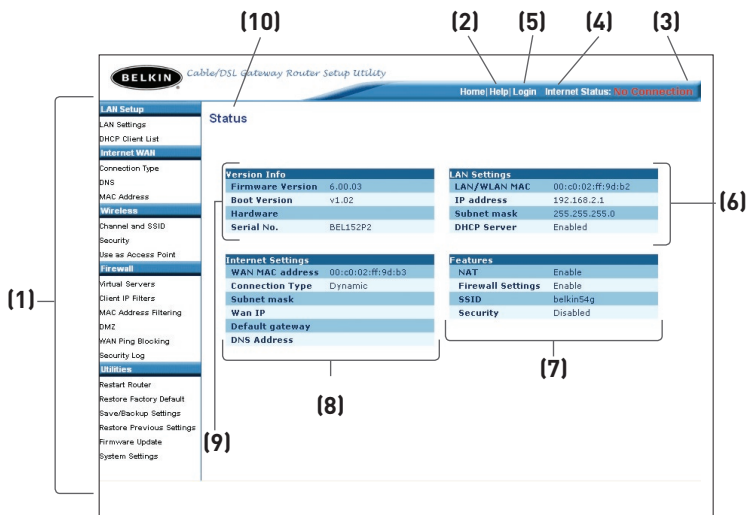 (10)
(2)
(5)
(4)
(3)
BELKIN
Cable/DSL Gateway Router Setup Utility
Home| Help| Login Internet Status: No Connection
(1)
LAN Setup
LAN Settings
DHCP Client List
Internet WAN
Connection Type
DNS
MAC Address
Wireless
Channel and SSID
Security
Use as Access Point
Firewall
Virtual Servers
Client IP Filters
MAC Address Filtering
DMZ
WAN Ping Blocking
Security Log
Utilities
Restart Router
Restore Factory Default
Save/Backup Settings
Restore Previous Settings
Firmware Update
System Settings
Status
Version Info
Firmware Version 6.00.03
Boot Version v1.02
Hardware
Serial No. BEL152P2
(9)
LAN Settings
LAN/WLAN MAC 00:c0:02:ff:9d:b2
IP address 192.168.2.1
Subnet mask 255.255.255.0
DHCP Server Enabled
(6)
Internet Settings
WAN MAC address 00:c0:02:ff:9d:b3
Connection Type Dynamic
Subnet mask
Wan IP
Default gateway
DNS Address
(8)
Features
NAT Enable
Firewall Settings Enable
SSID belkin54g
Security Disabled
(7)